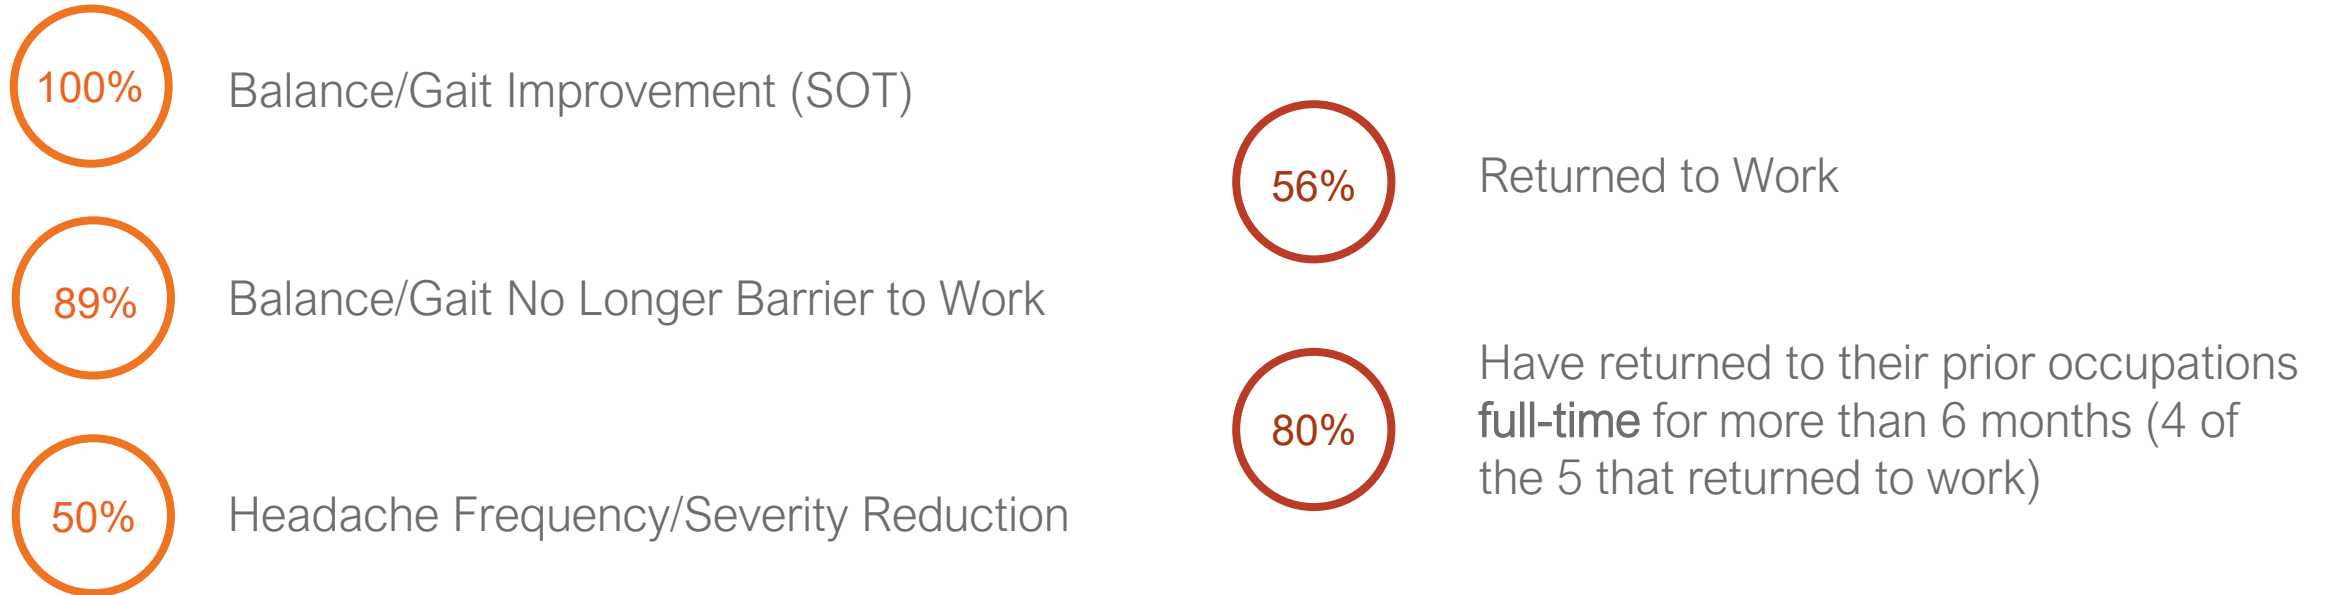 100%
Balance/Gait Improvement (SOT)
89%
Balance/Gait No Longer Barrier to Work
50%
Headache Frequency/Severity Reduction
56%
Returned to Work
80%
Have returned to their prior occupations
full-time for more than 6 months (4 of
the 5 that returned to work)